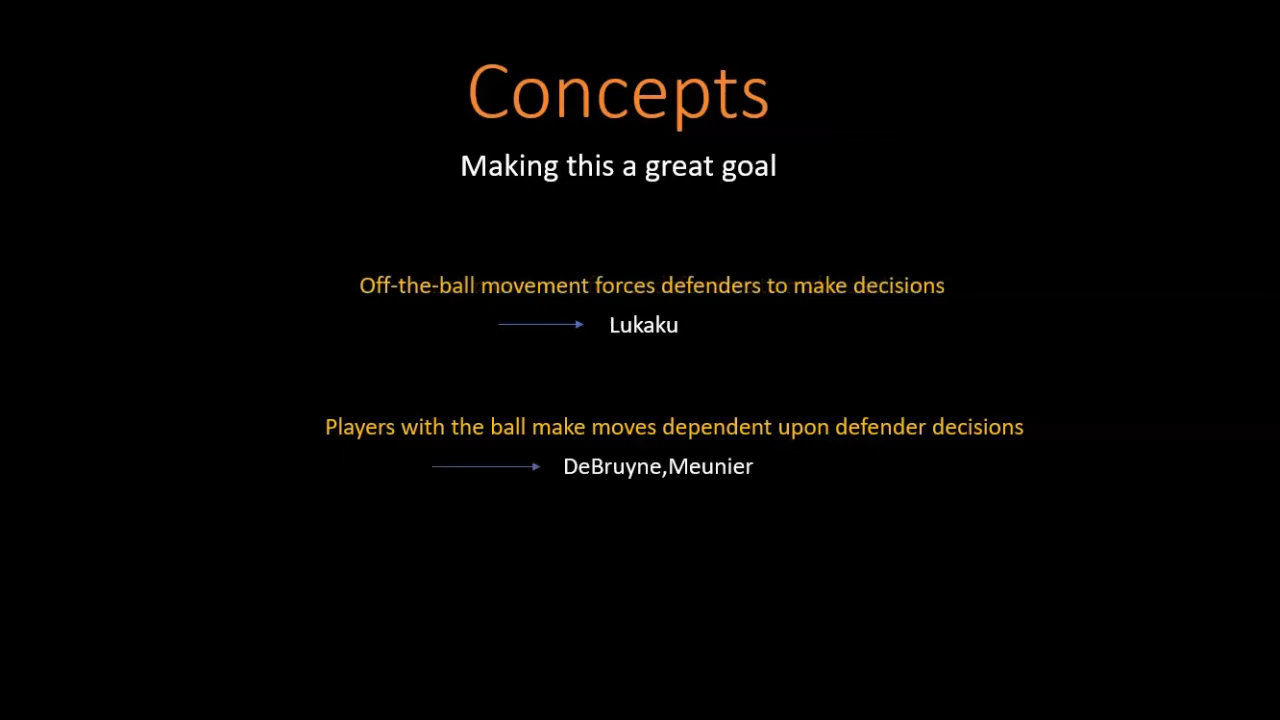 Concepts
Making this a great goal
Off-the-ball movement forces defenders to make decisions
Lukaku
Players with the ball make moves dependent upon defender decisions
DeBruyne,Meunier